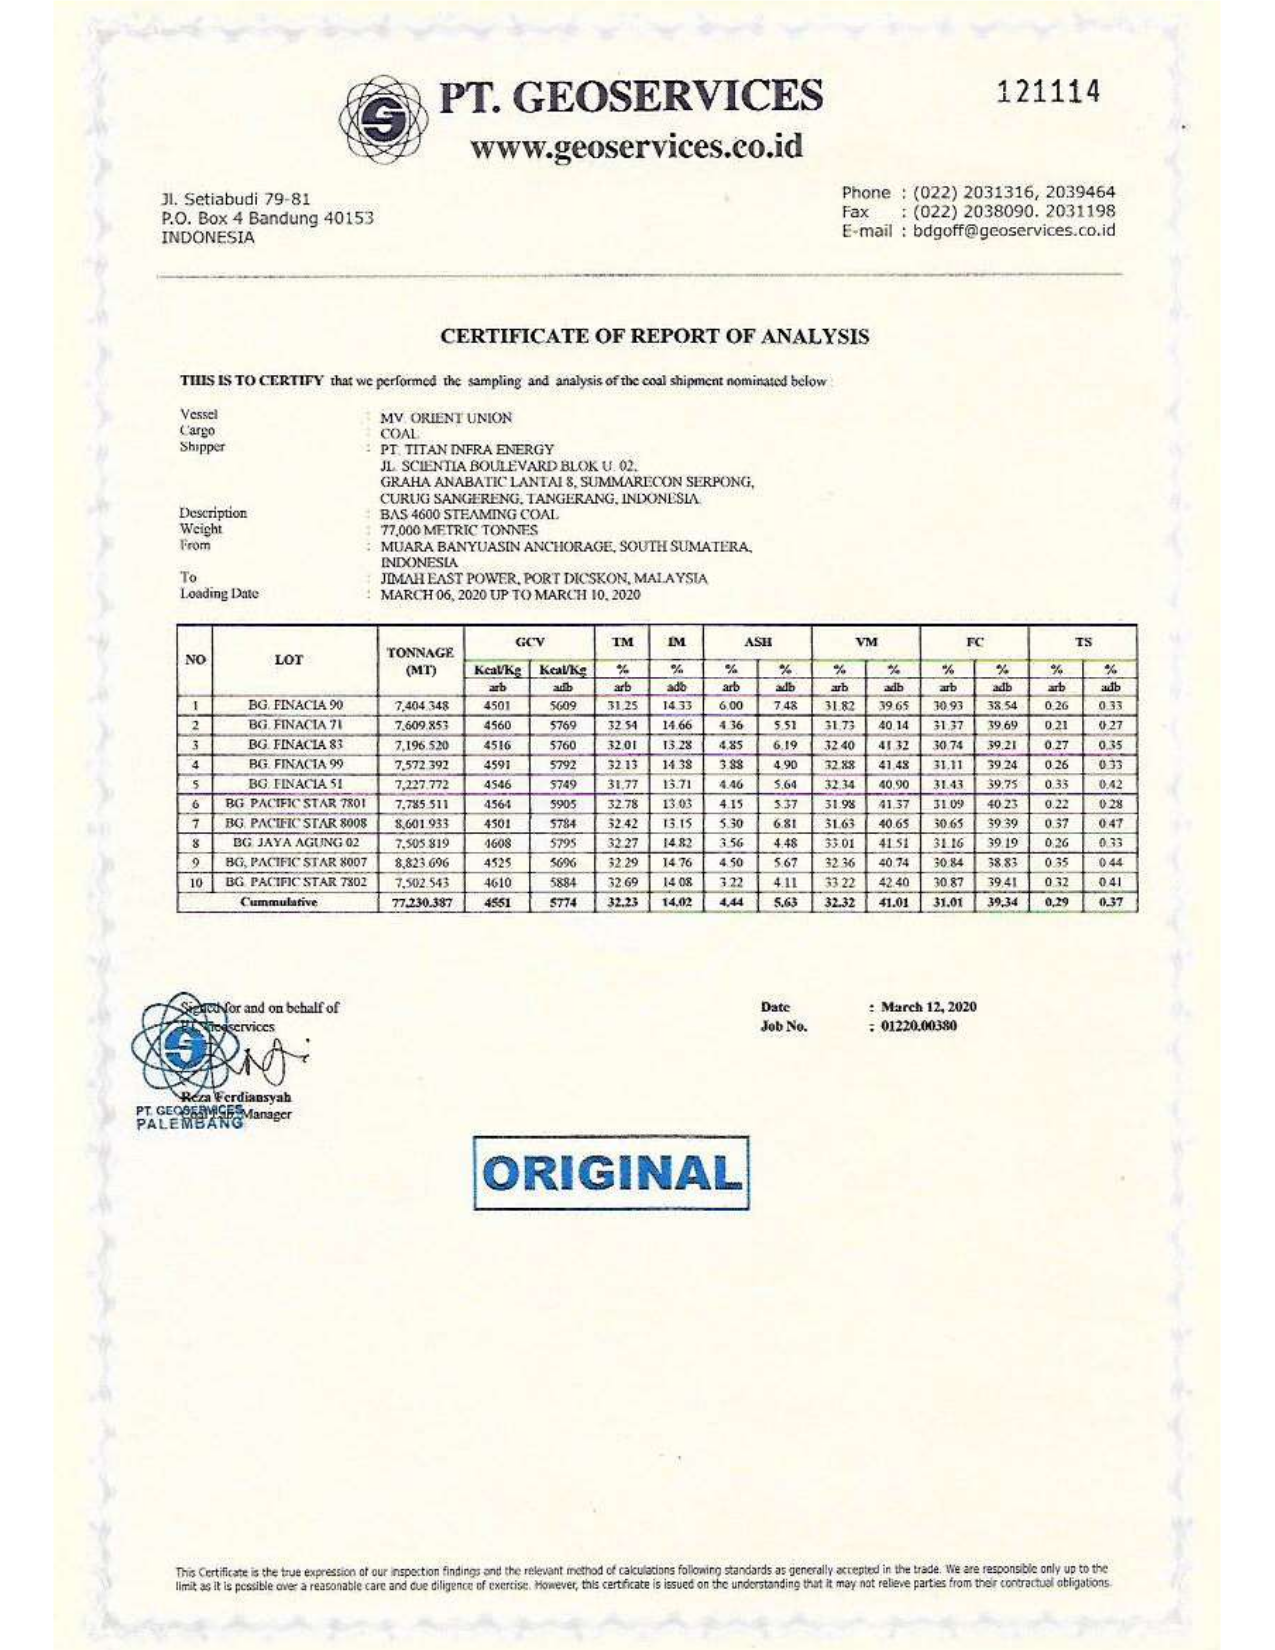 PT. GEOSERVICES
121114
www.geoservices.co.id
Jl. Setiabudi 79-81
P.O. Box 4 Bandung 40153
INDONESIA
Phone : (022) 2031316, 2039464
Fax : (022) 2038090. 2031198
E-mail : bdgoff@geoservices.co.id
CERTIFICATE OF REPORT OF ANALYSIS
THIS IS TO CERTIFY that we performed the sampling and analysis of the coal shipment nominated below :
Vessel : MV. ORIENT UNION
Cargo : COAL
Shipper : PT. TITAN INFRA ENERGY
JL. SCIENTIA BOULEVARD BLOK U. 02,
GRAHA ANABATIC LANTAI 8, SUMMARECON SERPONG,
CURUG SANGERENG, TANGERANG, INDONESIA.
Description : BAS 4600 STEAMING COAL
Weight : 77,000 METRIC TONNES
From : MUARA BANYUASIN ANCHORAGE, SOUTH SUMATERA,
INDONESIA
To : JIMAH EAST POWER, PORT DICSKON, MALAYSIA
Loading Date : MARCH 06, 2020 UP TO MARCH 10, 2020
NO LOT TONNAGE (MT) GCV TM IM ASH VM FC TS
Kcal/Kg Kcal/Kg % % % % % % % % % %
arb adb arb adb arb adb arb adb arb adb arb adb
1 BG. FINACIA 90 7,404.348 4501 5609 31.25 14.33 6.00 7.48 31.82 39.65 30.93 38.54 0.26 0.33
2 BG. FINACIA 71 7,609.853 4560 5769 32.54 14.66 4.36 5.51 31.73 40.14 31.37 39.69 0.21 0.27
3 BG. FINACIA 83 7,196.520 4516 5760 32.01 13.28 4.85 6.19 32.40 41.32 30.74 39.21 0.27 0.35
4 BG. FINACIA 99 7,572.392 4591 5792 32.13 14.38 3.88 4.90 32.88 41.48 31.11 39.24 0.26 0.33
5 BG. FINACIA 51 7,227.772 4546 5749 31.77 13.71 4.46 5.64 32.34 40.90 31.43 39.75 0.33 0.42
6 BG. PACIFIC STAR 7801 7,785.511 4564 5905 32.78 13.03 4.15 5.37 31.98 41.37 31.09 40.23 0.22 0.28
7 BG. PACIFIC STAR 8008 8,601.933 4501 5784 32.42 13.15 5.30 6.81 31.63 40.65 30.65 39.39 0.37 0.47
8 BG. JAYA AGUNG 02 7,505.819 4608 5795 32.27 14.82 3.56 4.48 33.01 41.51 31.16 39.19 0.26 0.33
9 BG. PACIFIC STAR 8007 8,823.696 4525 5696 32.29 14.76 4.50 5.67 32.36 40.74 30.84 38.83 0.35 0.44
10 BG. PACIFIC STAR 7802 7,502.543 4610 5884 32.69 14.08 3.22 4.11 33.22 42.40 30.87 39.41 0.32 0.41
Cummulative 77,230.387 4551 5774 32.23 14.02 4.44 5.63 32.32 41.01 31.01 39.34 0.29 0.37
Signed for and on behalf of
PT. Geoservices
Date : March 12, 2020
Job No. : 01220.00380
Reza Ferdiansyah
Manager
PT. GEOSERVICES
PALEMBANG
ORIGINAL
This Certificate is the true expression of our inspection findings and the relevant method of calculations following standards as generally accepted in the trade. We are responsible only up to the
limit as it is possible over a reasonable care and due diligence of exercise. However, this certificate is issued on the understanding that it may not relieve parties from their contractual obligations.